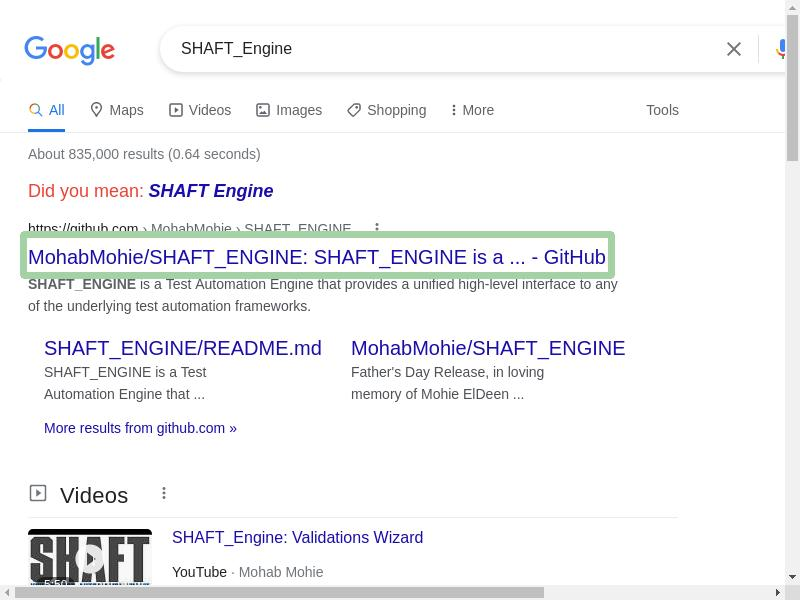 Google
SHAFT_Engine
All
Maps
Videos
Images
Shopping
More
Tools
About 835,000 results (0.64 seconds)
Did you mean: SHAFT Engine
https://github.com › MohabMohie › SHAFT_ENGINE
MohabMohie/SHAFT_ENGINE: SHAFT_ENGINE is a ... - GitHub
SHAFT_ENGINE is a Test Automation Engine that provides a unified high-level interface to any
of the underlying test automation frameworks.
SHAFT_ENGINE/README.md
SHAFT_ENGINE is a Test
Automation Engine that ...
MohabMohie/SHAFT_ENGINE
Father's Day Release, in loving
memory of Mohie ElDeen ...
More results from github.com »
Videos
SHAFT
5:50
SHAFT_Engine: Validations Wizard
YouTube · Mohab Mohie